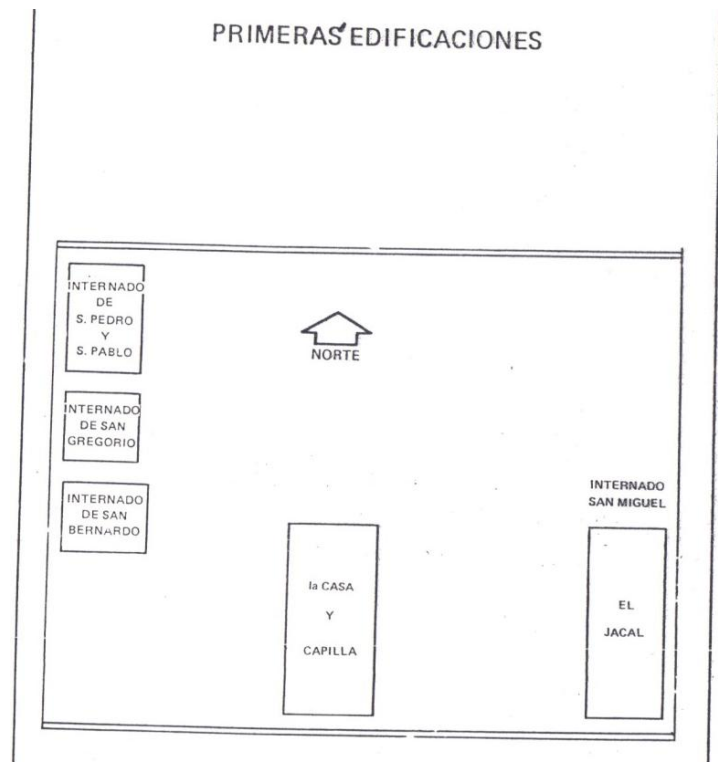 PRIMERAS EDIFICACIONES
INTERNADO
DE
S. PEDRO
Y
S. PABLO
NORTE
INTERNADO
DE SAN
GREGORIO
INTERNADO
DE SAN
BERNARDO
INTERNADO
SAN MIGUEL
la CASA
Y
CAPILLA
EL
JACAL